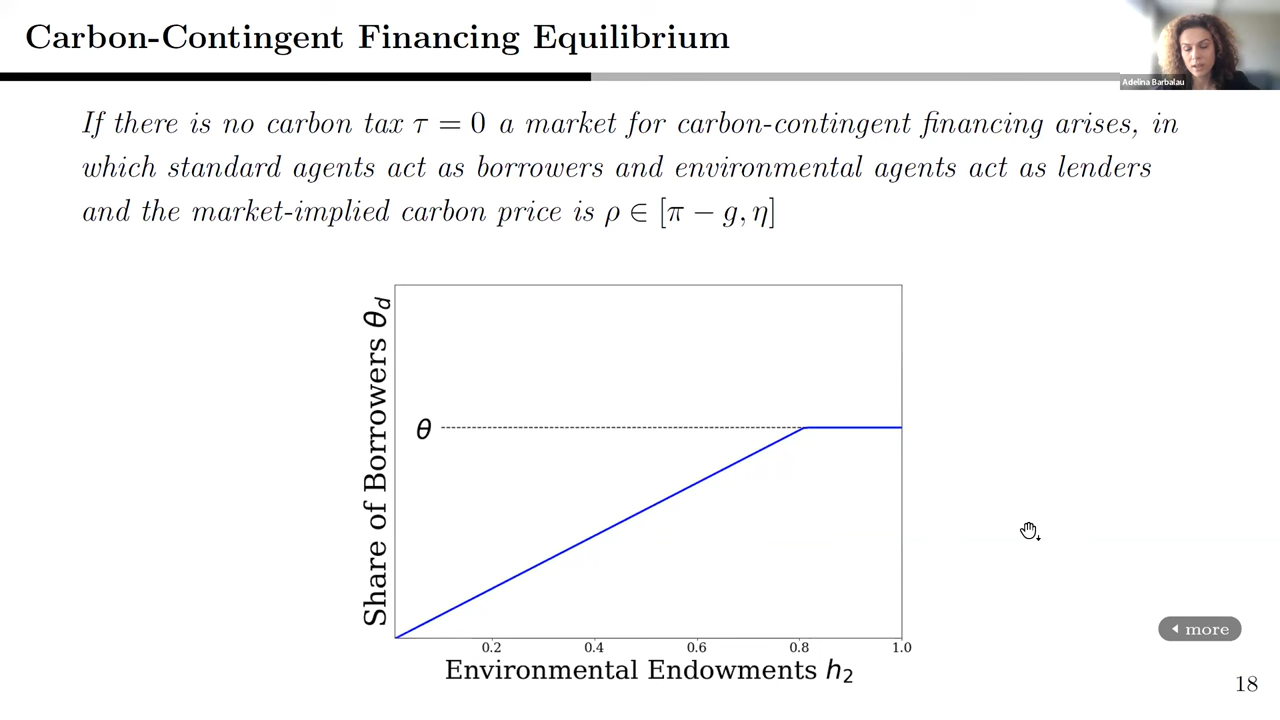 Carbon-Contingent Financing Equilibrium
Adelina Barbalau
If there is no carbon tax τ = 0 a market for carbon-contingent financing arises, in
which standard agents act as borrowers and environmental agents act as lenders
and the market-implied carbon price is ρ ∈ [π − g, η]
Share of Borrowers θd
θ
0.2 0.4 0.6 0.8 1.0
Environmental Endowments h2
more
18